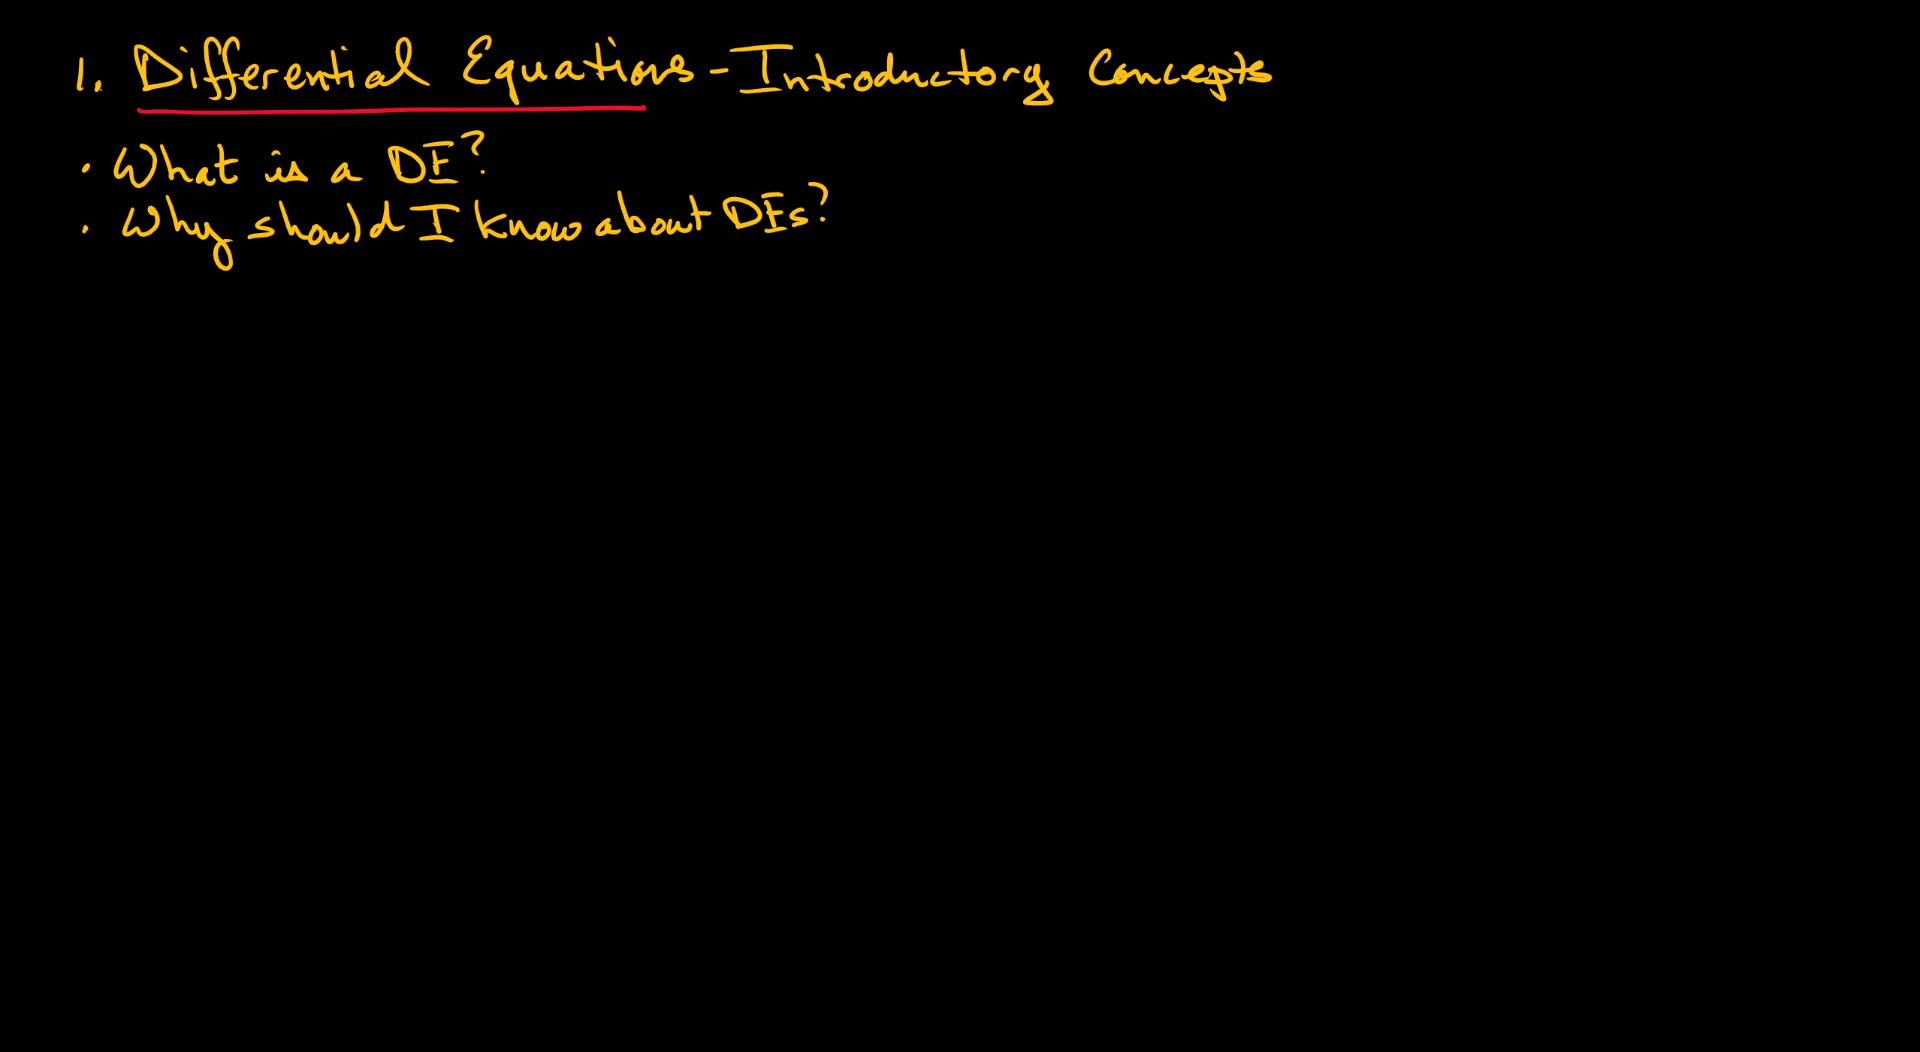 1. Differential Equations - Introductory Concepts
• What is a DE?
• Why should I know about DEs?